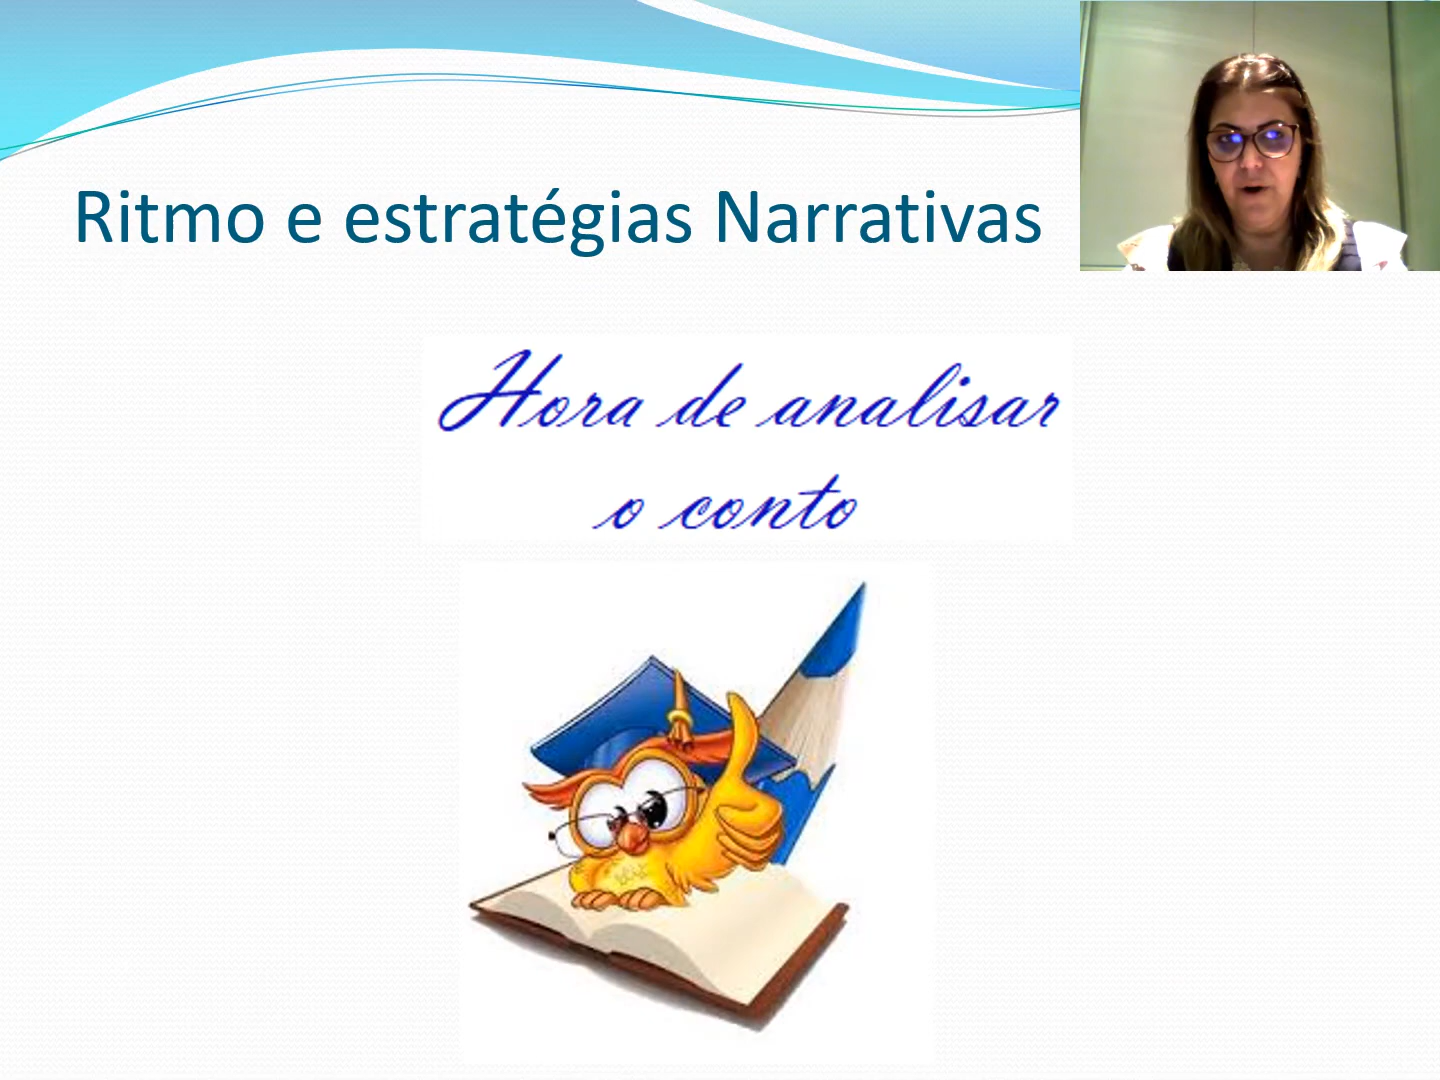 Ritmo e estratégias Narrativas
Hora de analisar
o conto